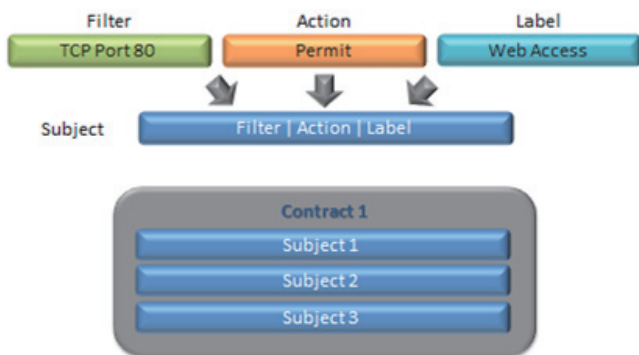 Filter Action Label
TCP Port 80 Permit Web Access
Subject Filter | Action | Label
Contract 1
Subject 1
Subject 2
Subject 3